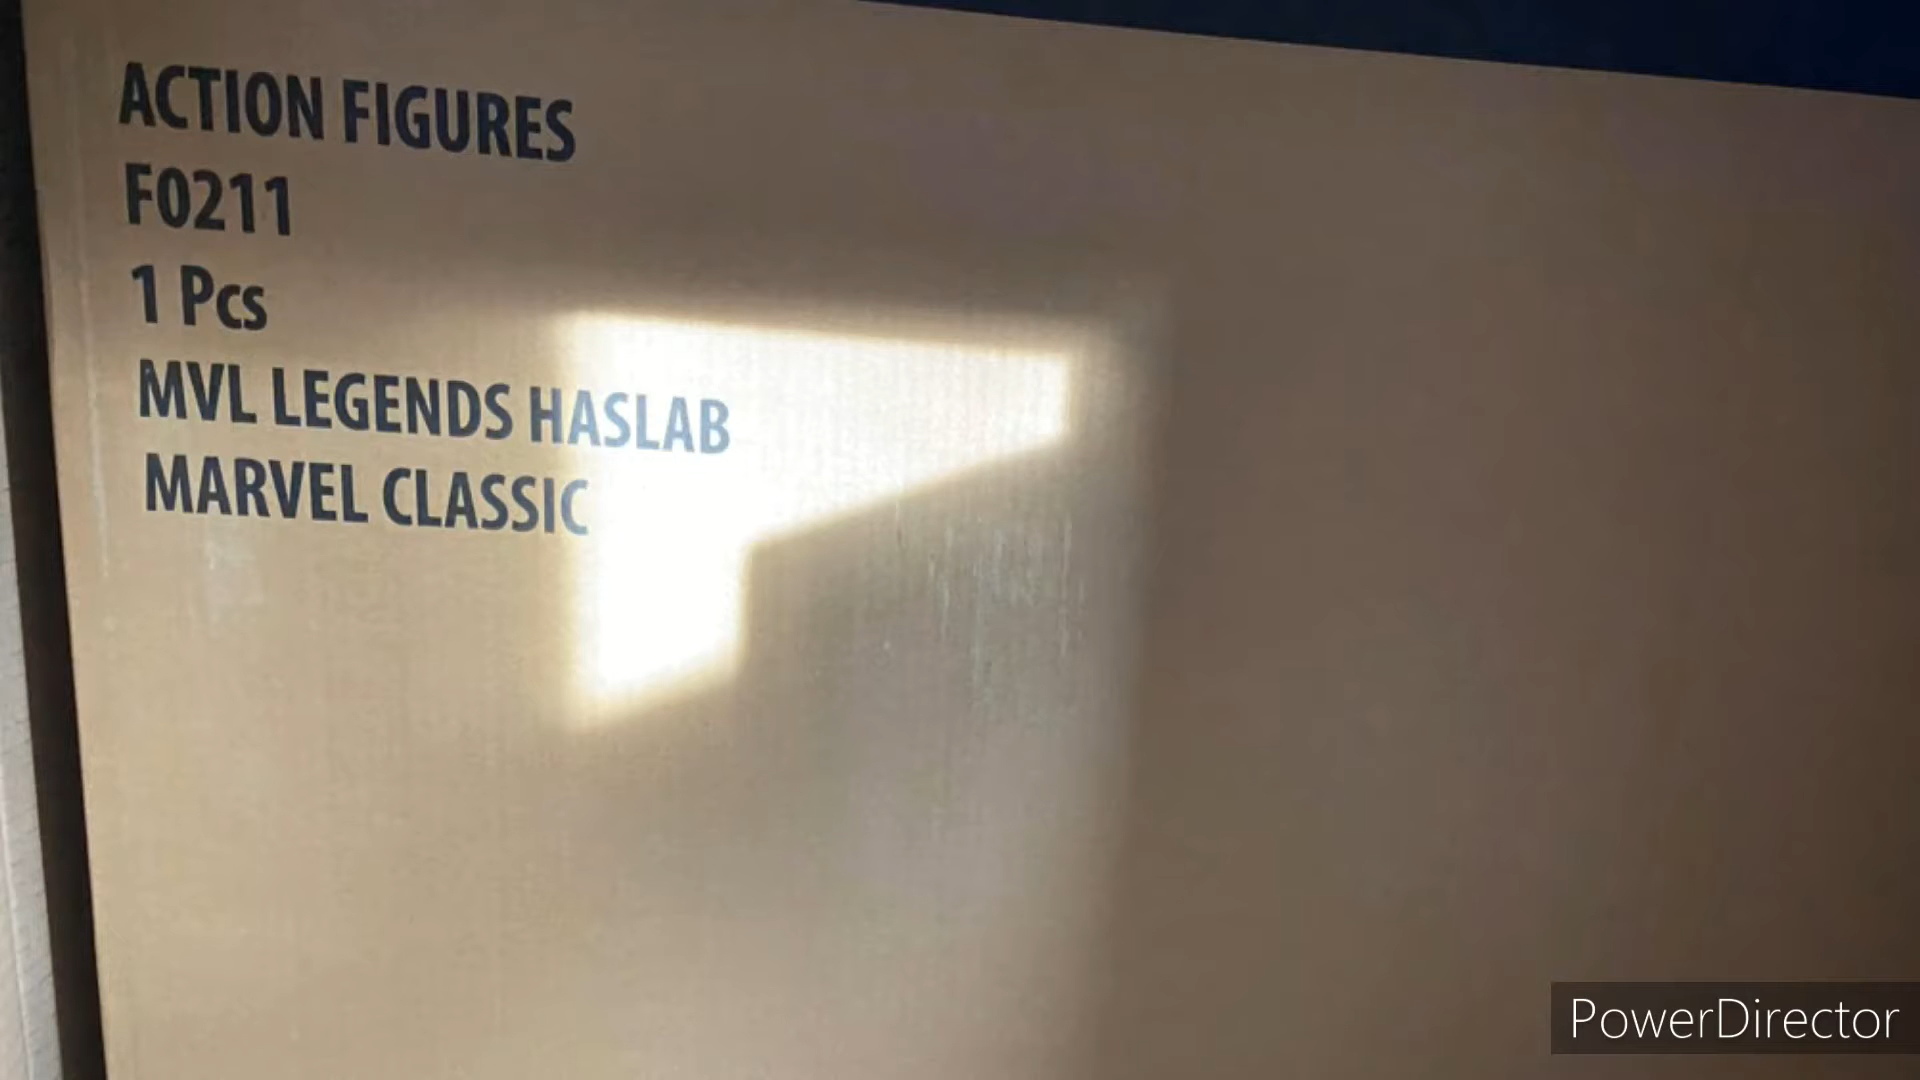 ACTION FIGURES
F0211
1 Pcs
MVL LEGENDS HASLAB
MARVEL CLASSIC
PowerDirector